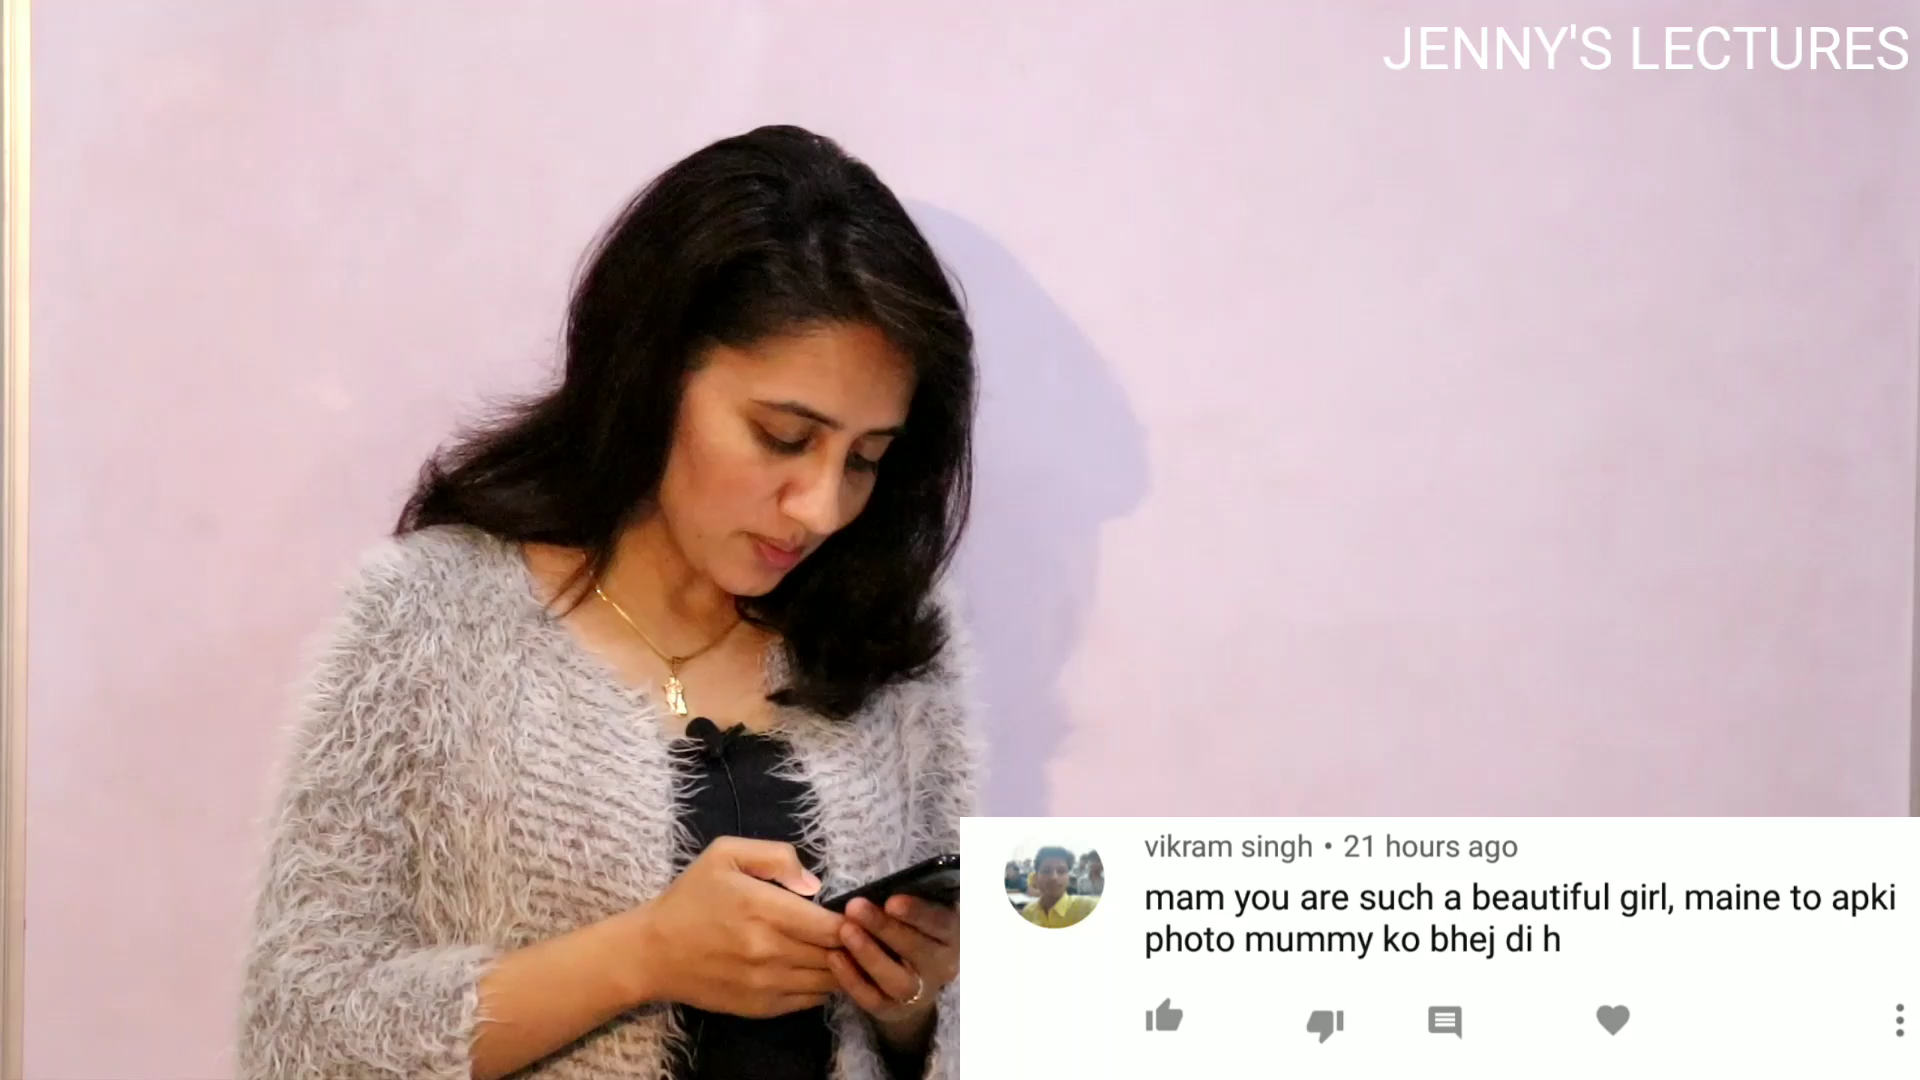 JENNY'S LECTURES
vikram singh • 21 hours ago
mam you are such a beautiful girl, maine to apki
photo mummy ko bhej di h